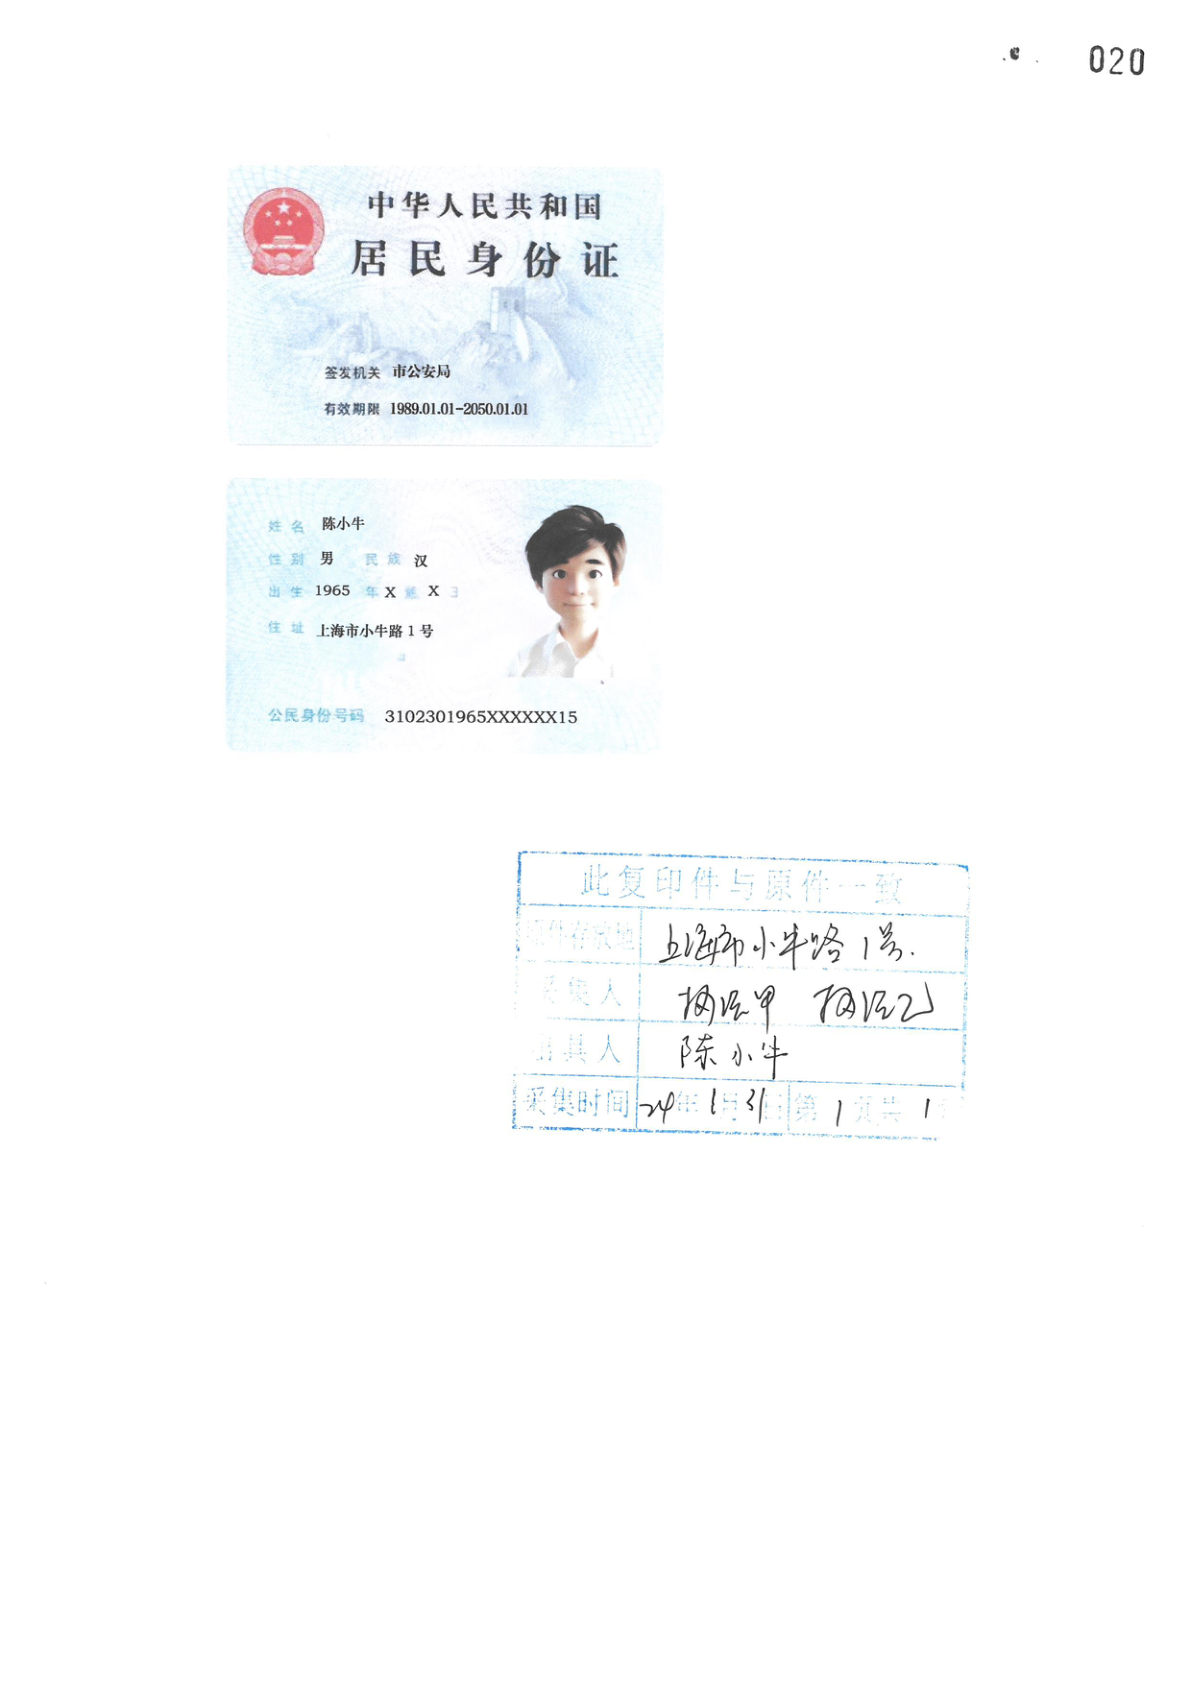 020
中华人民共和国
居民身份证
签发机关 市公安局
有效期限 1989.01.01-2050.01.01
姓名 陈小牛
性别 男 民族 汉
出生 1965 年 X 月 X 日
住址 上海市小牛路 1 号
公民身份号码 3102301965XXXXXX15
此复印件与原件一致
原件存放地 上海市小牛路1号.
采集人
出具人 陈小牛
采集时间 24年1月31日 第1页共1页